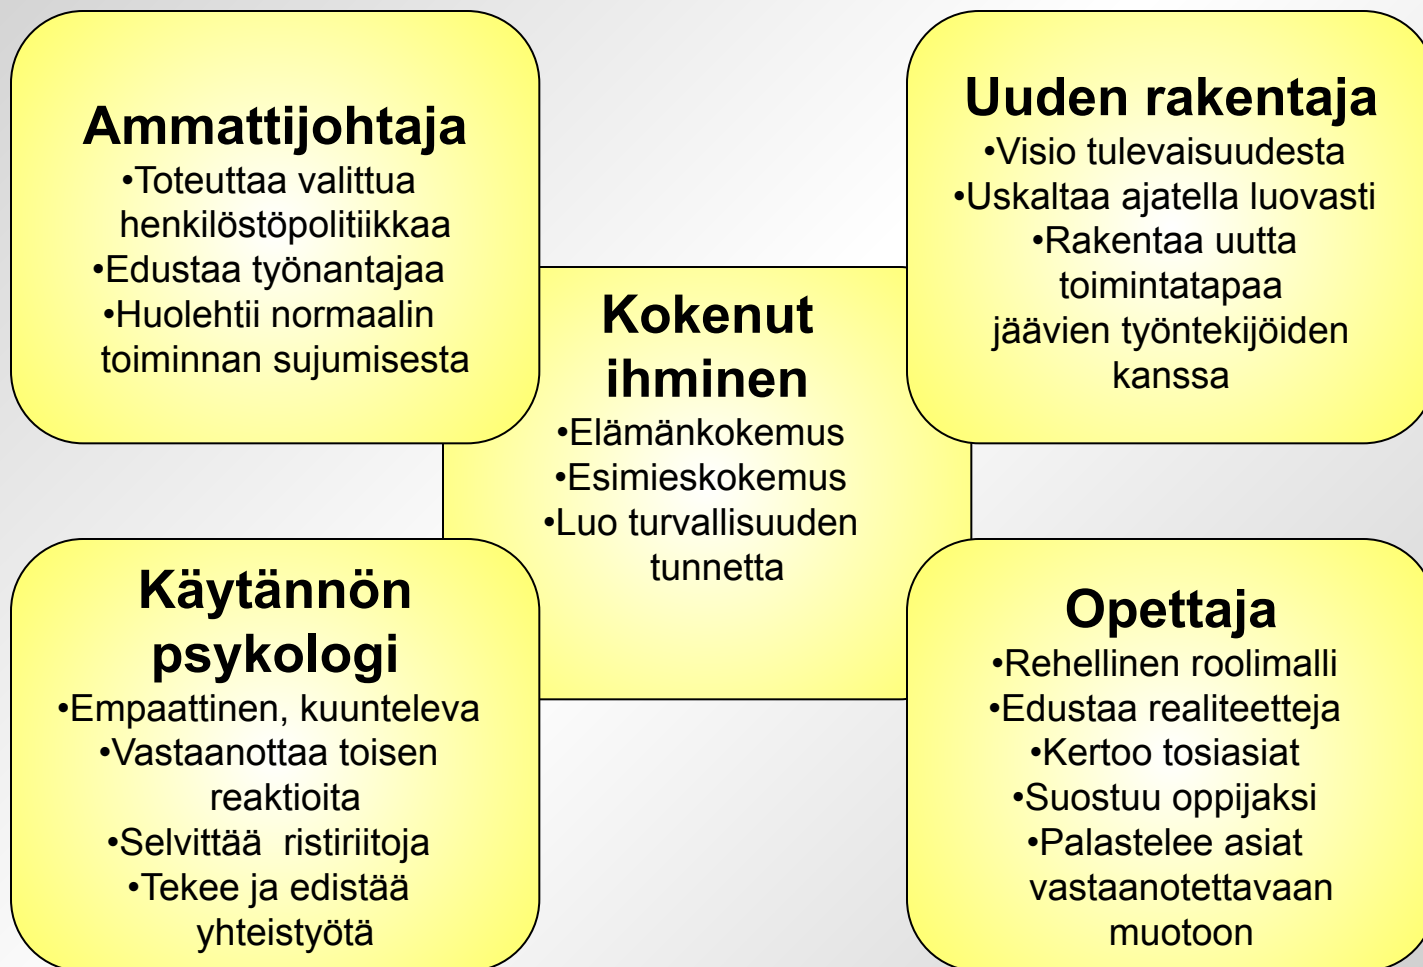 Ammattijohtaja
•Toteuttaa valittua
henkilöstöpolitiikkaa
•Edustaa työnantajaa
•Huolehtii normaalin
toiminnan sujumisesta
Uuden rakentaja
•Visio tulevaisuudesta
•Uskaltaa ajatella luovasti
•Rakentaa uutta
toimintatapaa
jäävien työntekijöiden
kanssa
Kokenut
ihminen
•Elämänkokemus
•Esimieskokemus
•Luo turvallisuuden
tunnetta
Käytännön
psykologi
•Empaattinen, kuunteleva
•Vastaanottaa toisen
reaktioita
•Selvittää  ristiriitoja
•Tekee ja edistää
yhteistyötä
Opettaja
•Rehellinen roolimalli
•Edustaa realiteetteja
•Kertoo tosiasiat
•Suostuu oppijaksi
•Palastelee asiat
vastaanotettavaan
muotoon